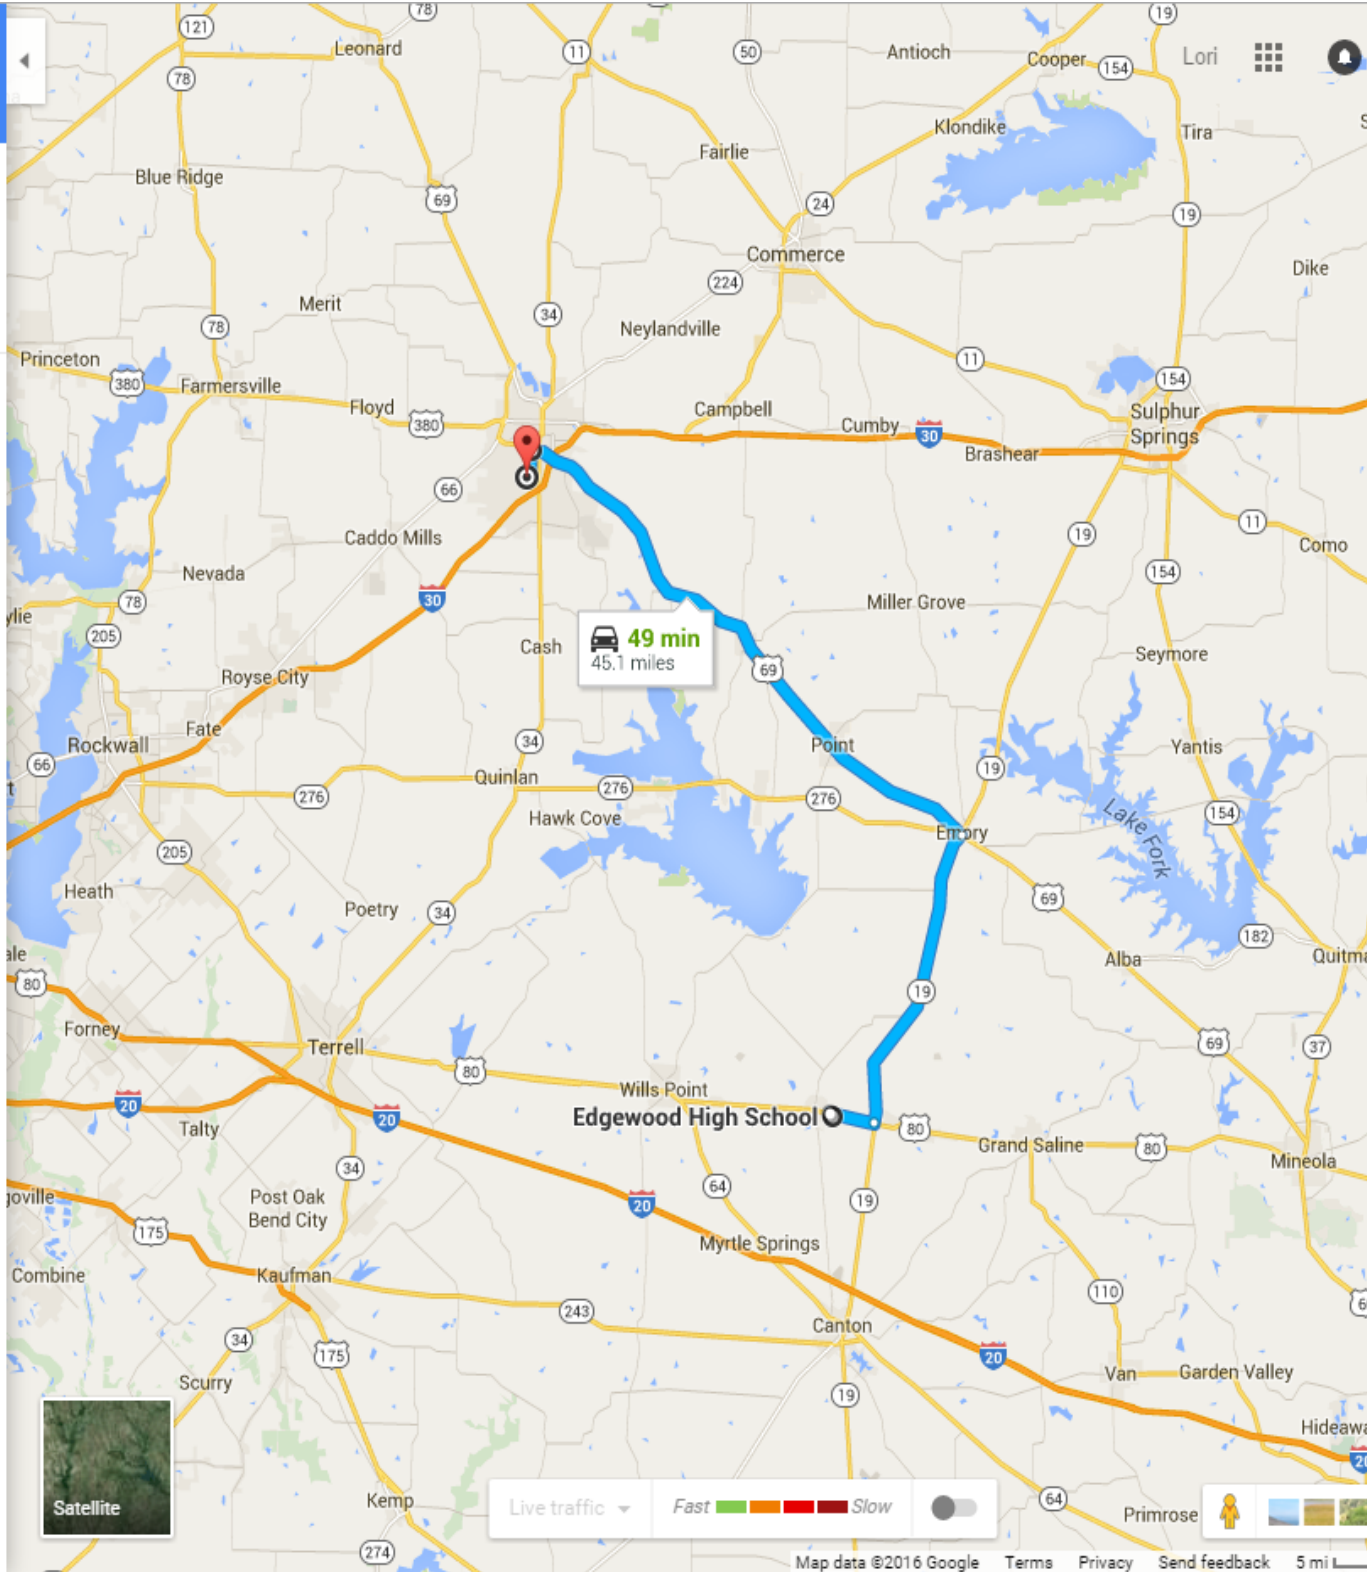 78
19
121
Leonard
11
50
Antioch
Cooper
154
Lori
78
Klondike
Tira
Fairlie
Blue Ridge
69
24
19
Commerce
Dike
224
Merit
34
Neylandville
78
Princeton
11
380
Farmersville
154
Floyd
Campbell
Sulphur
Springs
380
Cumby
30
Brashear
66
11
Caddo Mills
19
Como
Nevada
154
30
78
Miller Grove
205
49 min
45.1 miles
Cash
Seymore
69
Royse City
Fate
34
Rockwall
Point
Yantis
66
19
Quinlan
276
276
276
154
Hawk Cove
Emory
Lake Fork
205
Heath
69
Poetry
34
182
Alba
80
19
Forney
Terrell
69
37
80
Wills Point
20
20
Edgewood High School
80
Talty
Grand Saline
80
Mineola
34
64
19
Post Oak
Bend City
20
175
Myrtle Springs
Combine
Kaufman
110
243
Canton
34
175
20
Van
Garden Valley
Scurry
19
Satellite
Kemp
Live traffic
Fast
Slow
64
Primrose
274
Map data ©2016 Google
Terms
Privacy
Send feedback
5 mi